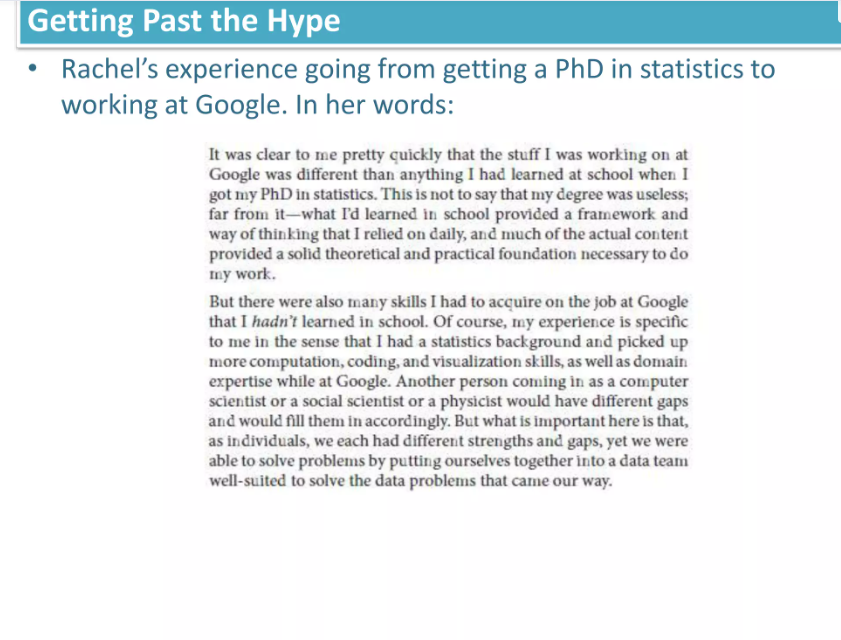 Getting Past the Hype
• Rachel's experience going from getting a PhD in statistics to
working at Google. In her words:
It was clear to me pretty quickly that the stuff I was working on at
Google was different than anything I had learned at school when I
got my PhD in statistics. This is not to say that my degree was useless;
far from it—what I'd learned in school provided a framework and
way of thinking that I relied on daily, and much of the actual content
provided a solid theoretical and practical foundation necessary to do
my work.
But there were also many skills I had to acquire on the job at Google
that I hadn't learned in school. Of course, my experience is specific
to me in the sense that I had a statistics background and picked up
more computation, coding, and visualization skills, as well as domain
expertise while at Google. Another person coming in as a computer
scientist or a social scientist or a physicist would have different gaps
and would fill them in accordingly. But what is important here is that,
as individuals, we each had different strengths and gaps, yet we were
able to solve problems by putting ourselves together into a data team
well-suited to solve the data problems that came our way.